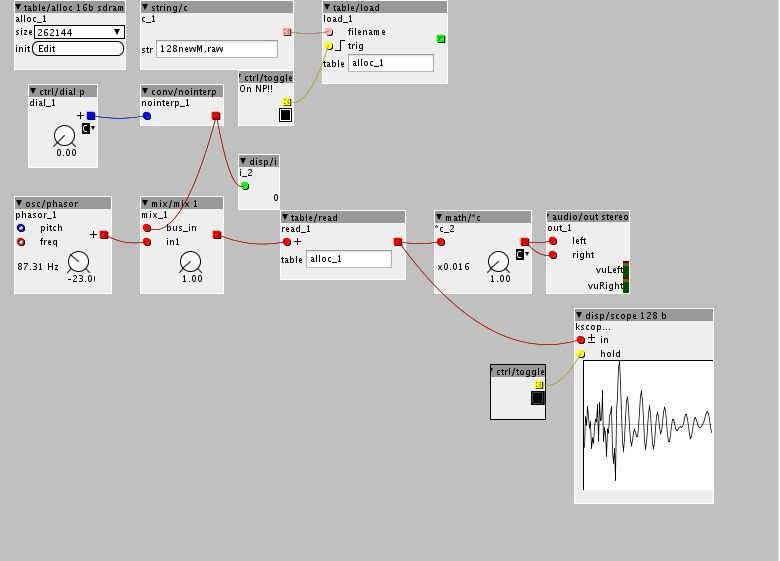 table/alloc 16b sdram
alloc_1
size 262144
init Edit
string/c
c_1
str 128newM.raw
table/load
load_1
filename
trig
table alloc_1
ctrl/toggle
On NP!!
ctrl/dial p
dial_1
+
C
0.00
conv/nointerp
nointerp_1
disp/i
i_2
0
osc/phasor
phasor_1
pitch
freq +
87.31 Hz
-23.0
mix/mix 1
mix_1
bus_in
in1
1.00
table/read
read_1
+
table alloc_1
math/*c
*c_2
C
x0.016
1.00
audio/out stereo
out_1
left
right
vuLeft
vuRight
disp/scope 128 b
kscop...
± in
hold
ctrl/toggle